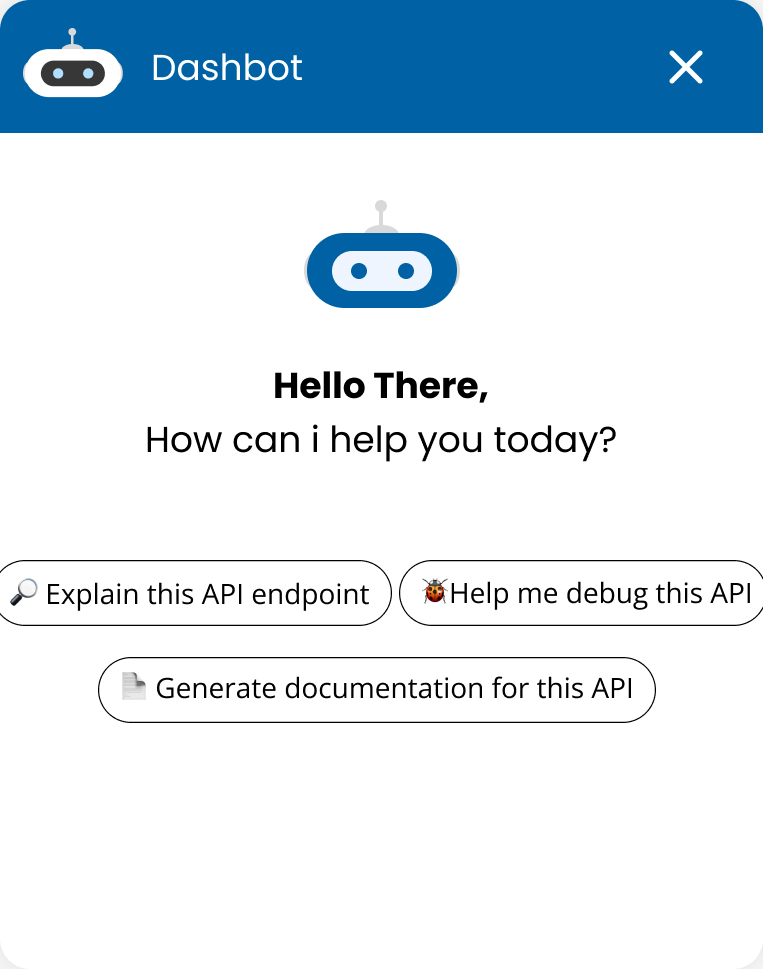 Dashbot
Hello There,
How can i help you today?
🔎 Explain this API endpoint
🐞Help me debug this API
📄 Generate documentation for this API